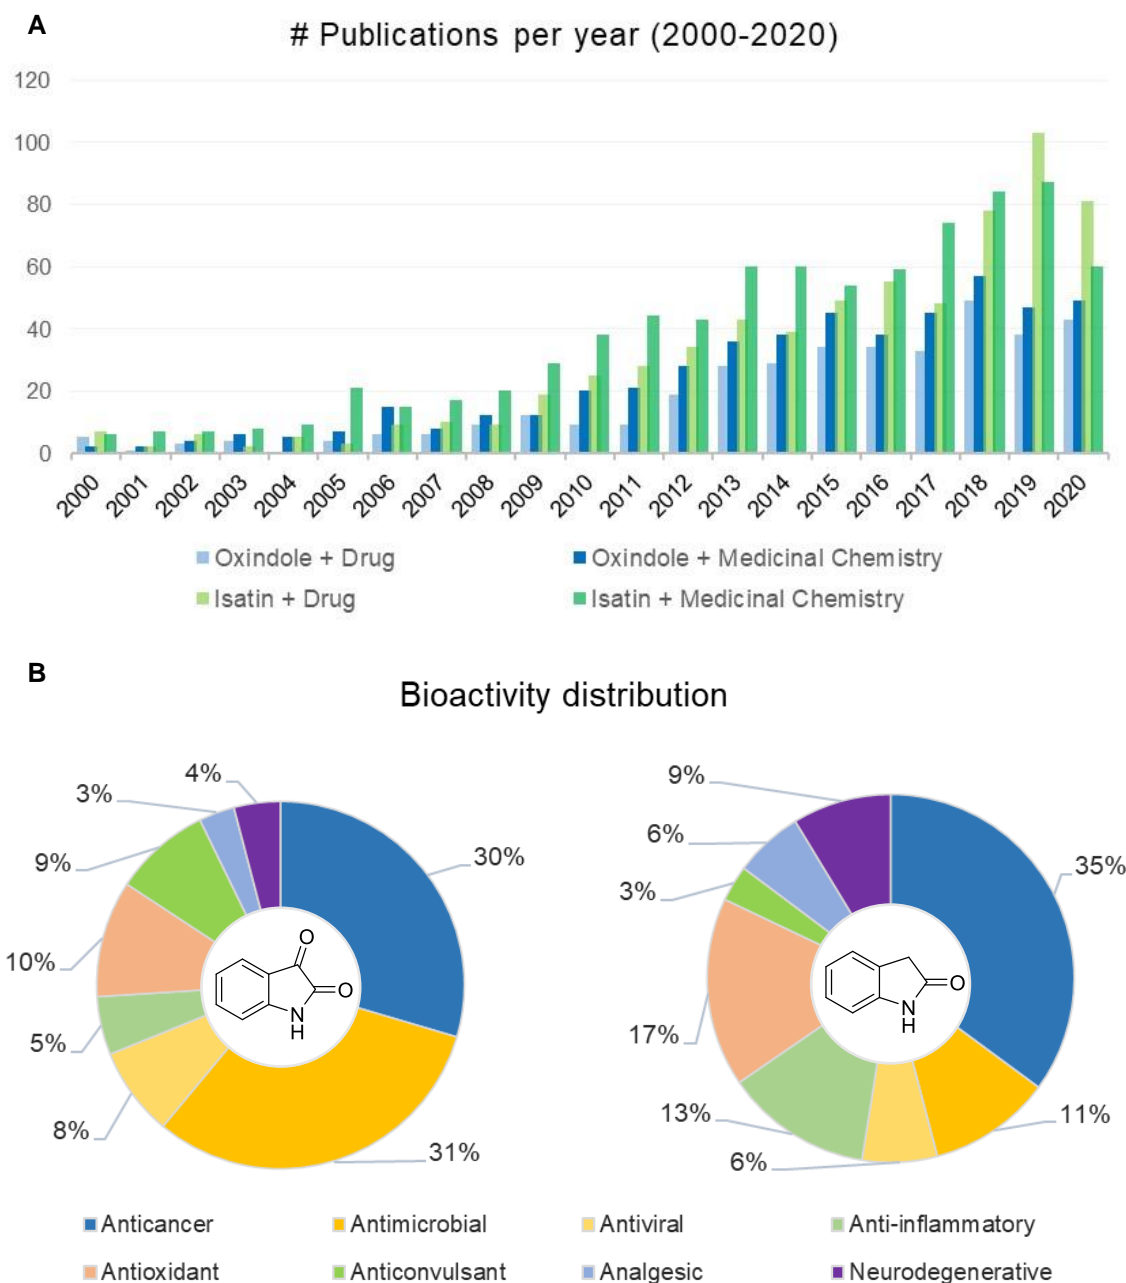 A
# Publications per year (2000-2020)
120
100
80
60
40
20
0
2000 2001 2002 2003 2004 2005 2006 2007 2008 2009 2010 2011 2012 2013 2014 2015 2016 2017 2018 2019 2020
Oxindole + Drug Oxindole + Medicinal Chemistry
Isatin + Drug Isatin + Medicinal Chemistry
B
Bioactivity distribution
4%
3%
9%
10%
5%
8%
31%
30%
O
O
N
H
9%
6%
3%
17%
13%
6%
11%
35%
O
N
H
Anticancer Antimicrobial Antiviral Anti-inflammatory
Antioxidant Anticonvulsant Analgesic Neurodegenerative